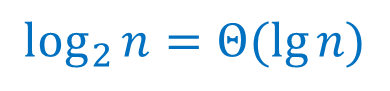 log₂ n = Θ(lg n)